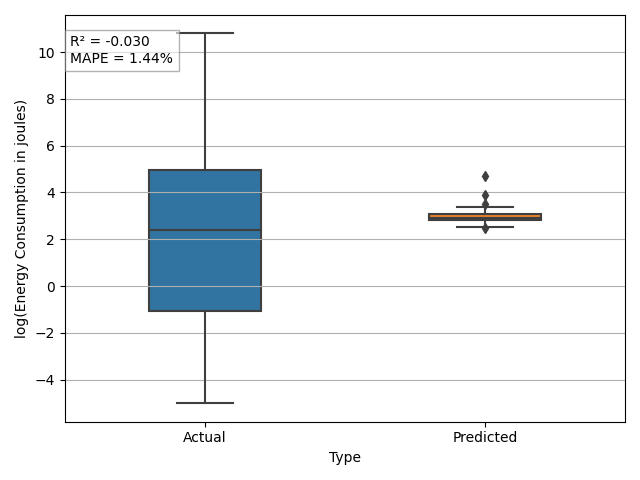 R² = -0.030
MAPE = 1.44%
10
8
6
4
2
0
−2
−4
log(Energy Consumption in joules)
Actual
Predicted
Type